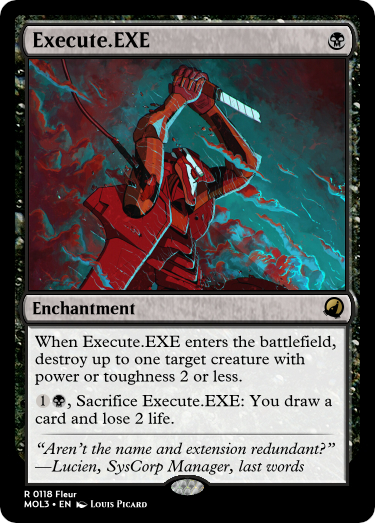 Execute.EXE
Enchantment
When Execute.EXE enters the battlefield,
destroy up to one target creature with
power or toughness 2 or less.
1, Sacrifice Execute.EXE: You draw a
card and lose 2 life.
“Aren’t the name and extension redundant?”
—Lucien, SysCorp Manager, last words
R 0118 Fleur
MOL3 • EN Louis Picard